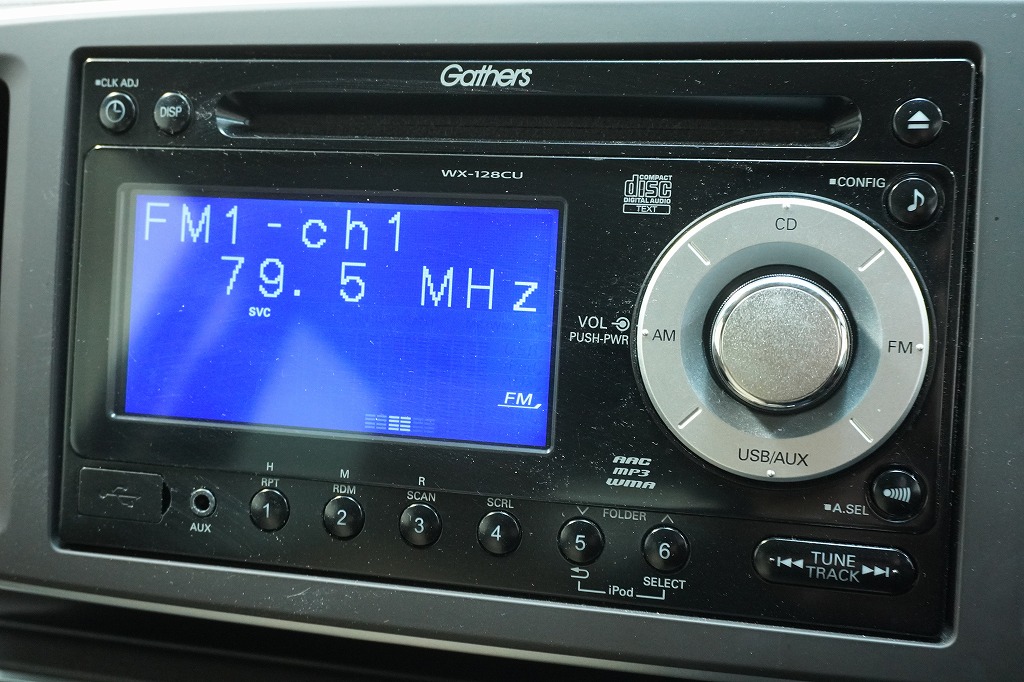 Gathers
CLK ADJ
DISP
WX-128CU
COMPACT
disc
DIGITAL AUDIO
TEXT
CONFIG
FM1-ch1
79.5 MHz
SVC
FM
CD
VOL
PUSH-PWR
AM
FM
USB/AUX
AAC
MP3
WMA
A.SEL
AUX
H
RPT
1
M
RDM
2
R
SCAN
3
SCRL
4
FOLDER
5
6
iPod
SELECT
TUNE
TRACK